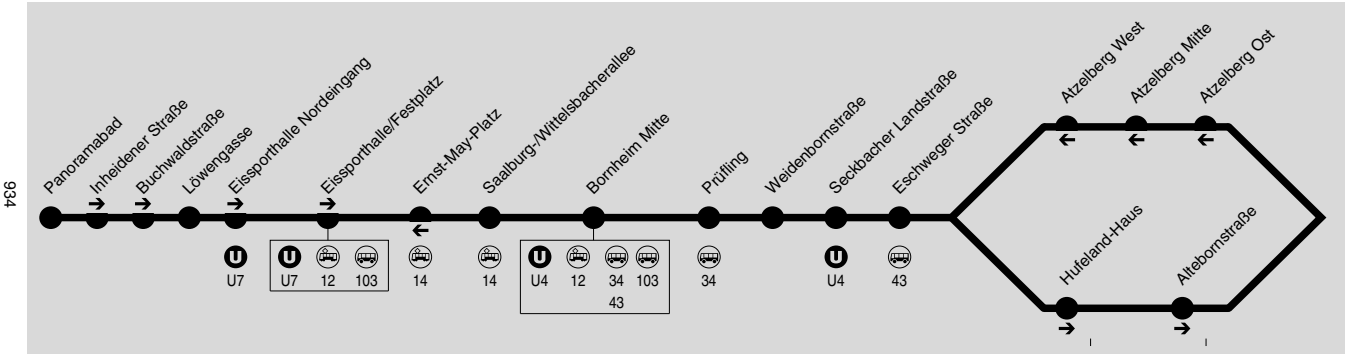 934
Panoramabad
Inheidener Straße
Buchwaldstraße
Löwengasse
Eissporthalle Nordeingang
Eissporthalle/Festplatz
Ernst-May-Platz
Saalburg-/Wittelsbacherallee
Bornheim Mitte
Prüfling
Weidenbornstraße
Seckbacher Landstraße
Eschweger Straße
Atzelberg West
Atzelberg Mitte
Atzelberg Ost
Hufeland-Haus
Altebornstraße
U7
U7 12 103
14
14
U4 12 34 103
43
34
U4
43